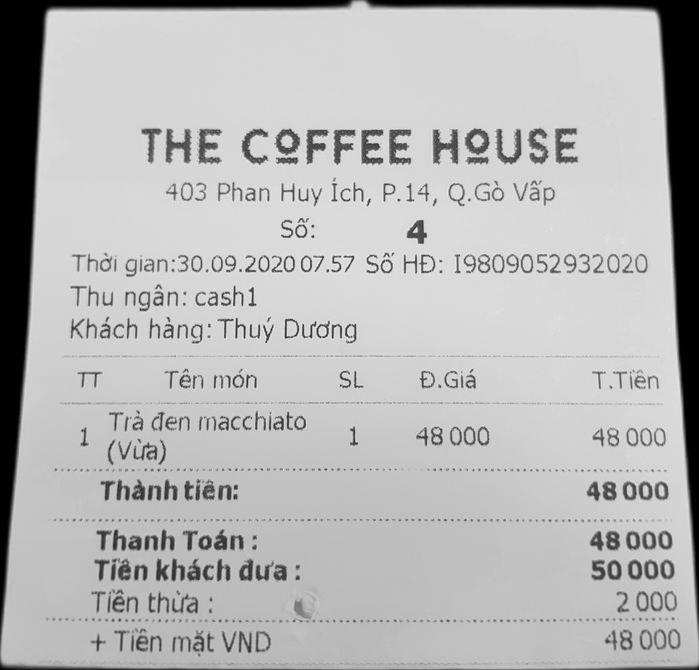 THE COFFEE HOUSE
403 Phan Huy Ích, P.14, Q.Gò Vấp
Số: 4
Thời gian:30.09.2020 07.57 Số HĐ: I9809052932020
Thu ngân: cash1
Khách hàng: Thuý Dương
TT Tên món SL Đ.Giá T.Tiền
1 Trà đen macchiato (Vừa) 1 48 000 48 000
Thành tiền: 48 000
Thanh Toán : 48 000
Tiền khách đưa : 50 000
Tiền thừa : 2 000
+ Tiền mặt VND 48 000